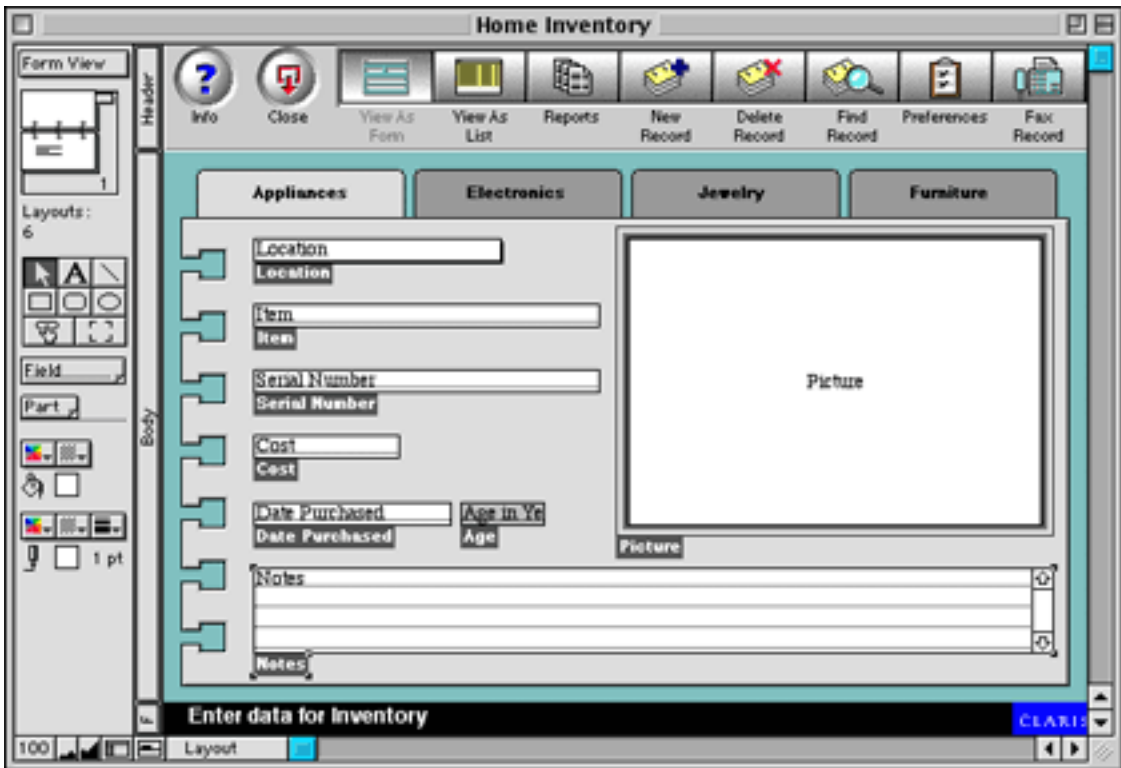 Home Inventory
Form View
1
Layouts:
6
Field
Part
1 pt
100
Header
Body
F
Info
Close
View As Form
View As List
Reports
New Record
Delete Record
Find Record
Preferences
Fax Record
Appliances
Electronics
Jewelry
Furniture
Location
Location
Item
Item
Serial Number
Serial Number
Cost
Cost
Date Purchased
Age in Ye
Date Purchased
Age
Picture
Picture
Notes
Notes
Enter data for Inventory
CLARIS
Layout